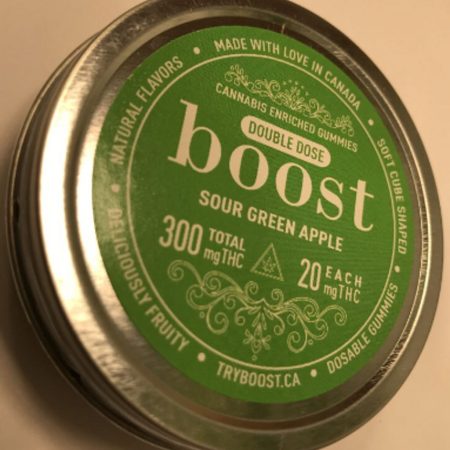 MADE WITH LOVE IN CANADA
SOFT CUBE SHAPED
DOSABLE GUMMIES
TRYBOOST.CA
DELICIOUSLY FRUITY
NATURAL FLAVORS
CANNABIS ENRICHED GUMMIES
DOUBLE DOSE
boost
SOUR GREEN APPLE
300 TOTAL mgTHC
20 EACH mgTHC